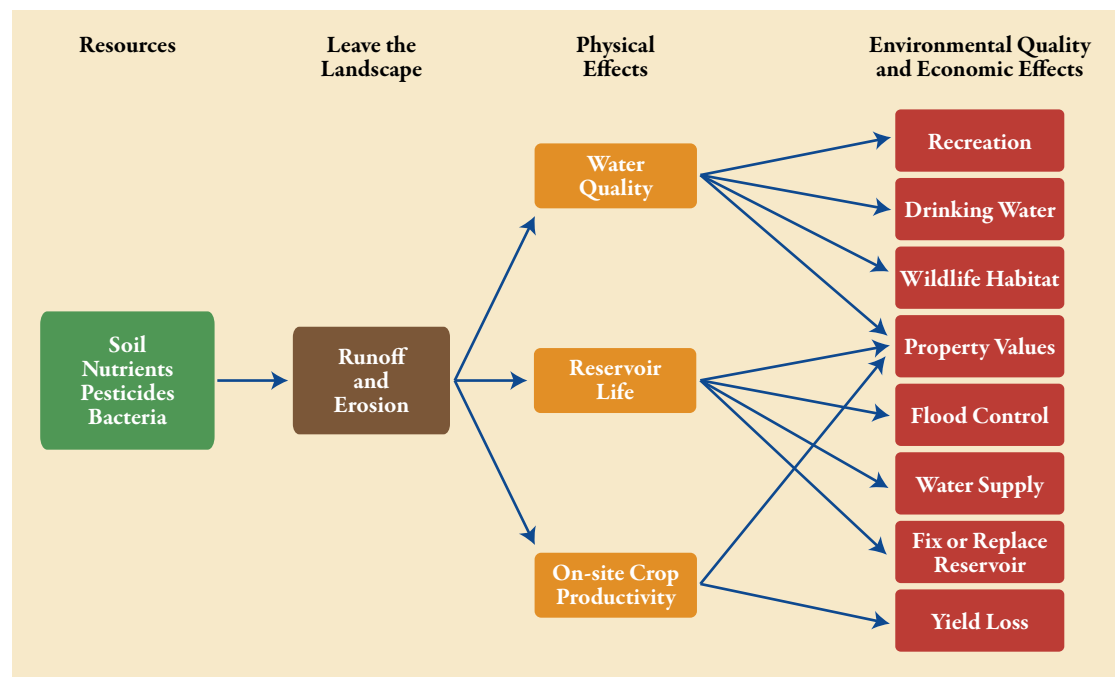 Resources
Leave the
Landscape
Physical
Effects
Environmental Quality
and Economic Effects
Soil
Nutrients
Pesticides
Bacteria
Runoff
and
Erosion
Water
Quality
Reservoir
Life
On-site Crop
Productivity
Recreation
Drinking Water
Wildlife Habitat
Property Values
Flood Control
Water Supply
Fix or Replace
Reservoir
Yield Loss